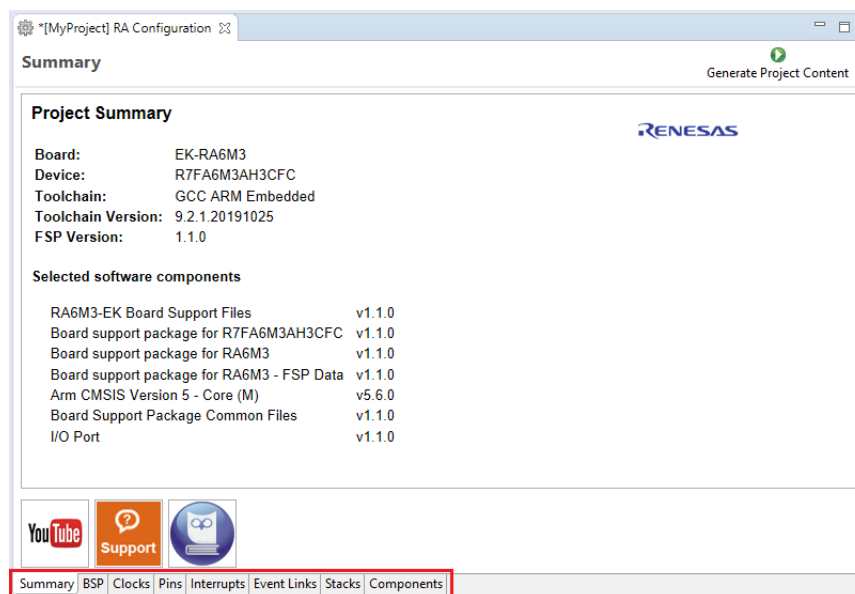 *[MyProject] RA Configuration
Summary
Generate Project Content
Project Summary
RENESAS
Board: EK-RA6M3
Device: R7FA6M3AH3CFC
Toolchain: GCC ARM Embedded
Toolchain Version: 9.2.1.20191025
FSP Version: 1.1.0
Selected software components
RA6M3-EK Board Support Files v1.1.0
Board support package for R7FA6M3AH3CFC v1.1.0
Board support package for RA6M3 v1.1.0
Board support package for RA6M3 - FSP Data v1.1.0
Arm CMSIS Version 5 - Core (M) v5.6.0
Board Support Package Common Files v1.1.0
I/O Port v1.1.0
YouTube
Support
Summary BSP Clocks Pins Interrupts Event Links Stacks Components